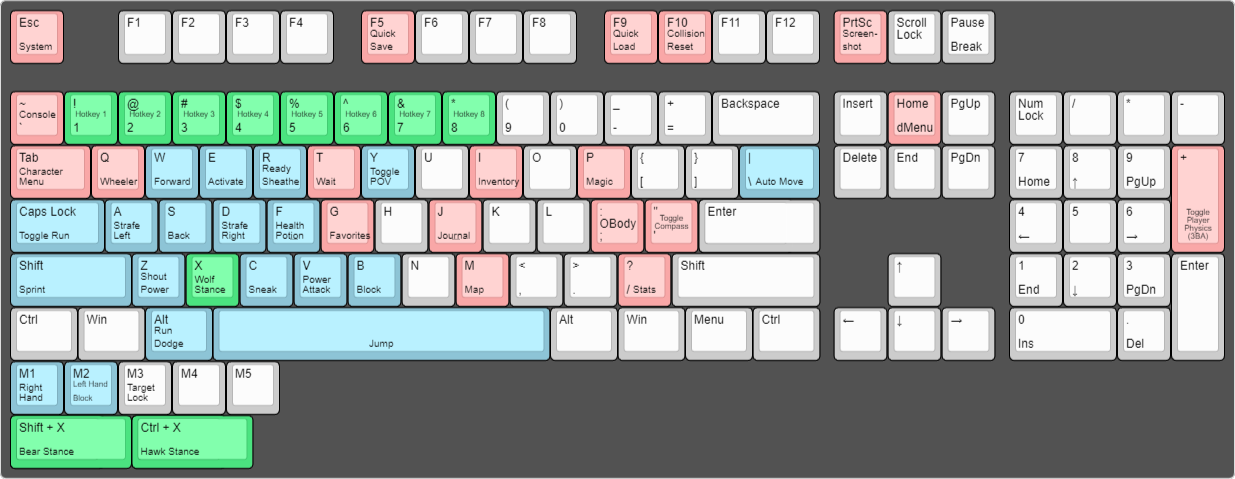 Esc
System
F1
F2
F3
F4
F5
Quick
Save
F6
F7
F8
F9
Quick
Load
F10
Collision
Reset
F11
F12
PrtSc
Screen-
shot
Scroll
Lock
Pause
Break
~
Console
`
!
Hotkey 1
1
@
Hotkey 2
2
#
Hotkey 3
3
$
Hotkey 4
4
%
Hotkey 5
5
^
Hotkey 6
6
&
Hotkey 7
7
*
Hotkey 8
8
(
9
)
0
_
-
+
=
Backspace
Insert
Home
dMenu
PgUp
Num
Lock
/
*
-
Tab
Character
Menu
Q
Wheeler
W
Forward
E
Activate
R
Ready
Sheathe
T
Wait
Y
Toggle
POV
U
I
Inventory
O
P
Magic
{
[
}
]
|
\ Auto Move
Delete
End
PgDn
7
Home
8
↑
9
PgUp
+
Toggle
Player
Physics
(3BA)
Caps Lock
Toggle Run
A
Strafe
Left
S
Back
D
Strafe
Right
F
Health
Potion
G
Favorites
H
J
Journal
K
L
:
OBody
;
"
Toggle
Compass
'
Enter
4
←
5
6
→
Shift
Sprint
Z
Shout
Power
X
Wolf
Stance
C
Sneak
V
Power
Attack
B
Block
N
M
Map
<
,
>
.
?
/ Stats
Shift
↑
1
End
2
↓
3
PgDn
Enter
Ctrl
Win
Alt
Run
Dodge
Jump
Alt
Win
Menu
Ctrl
←
↓
→
0
Ins
.
Del
M1
Right
Hand
M2
Left Hand
Block
M3
Target
Lock
M4
M5
Shift + X
Bear Stance
Ctrl + X
Hawk Stance